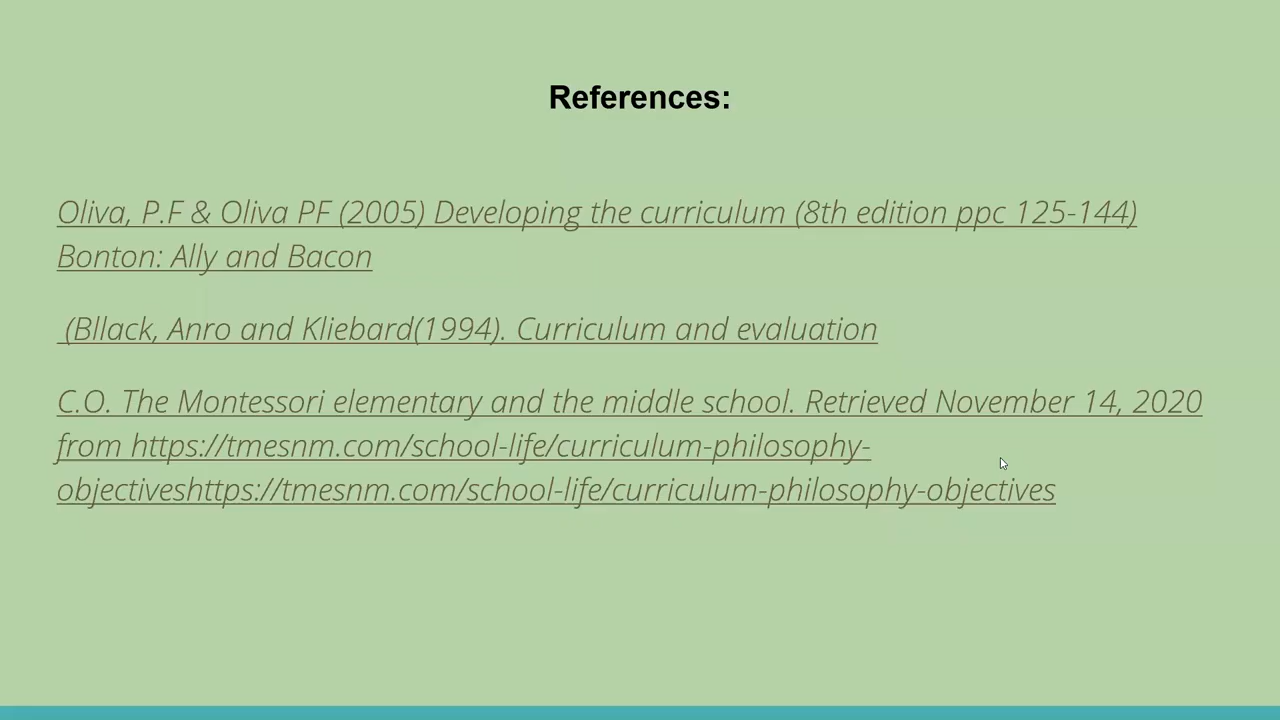 References:
Oliva, P.F & Oliva PF (2005) Developing the curriculum (8th edition ppc 125-144)
Bonton: Ally and Bacon
(Bllack, Anro and Kliebard(1994). Curriculum and evaluation
C.O. The Montessori elementary and the middle school. Retrieved November 14, 2020
from https://tmesnm.com/school-life/curriculum-philosophy-
objectiveshttps://tmesnm.com/school-life/curriculum-philosophy-objectives